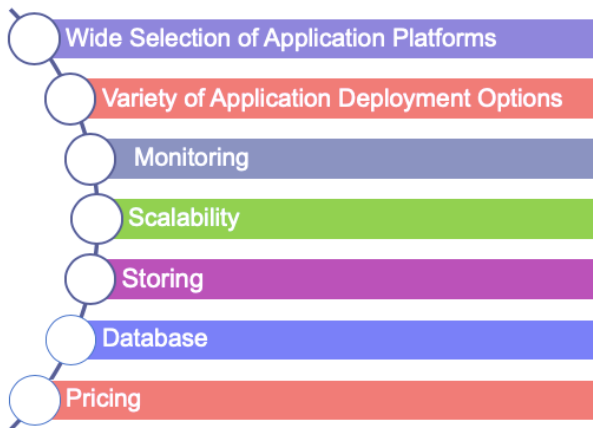 Wide Selection of Application Platforms
Variety of Application Deployment Options
Monitoring
Scalability
Storing
Database
Pricing